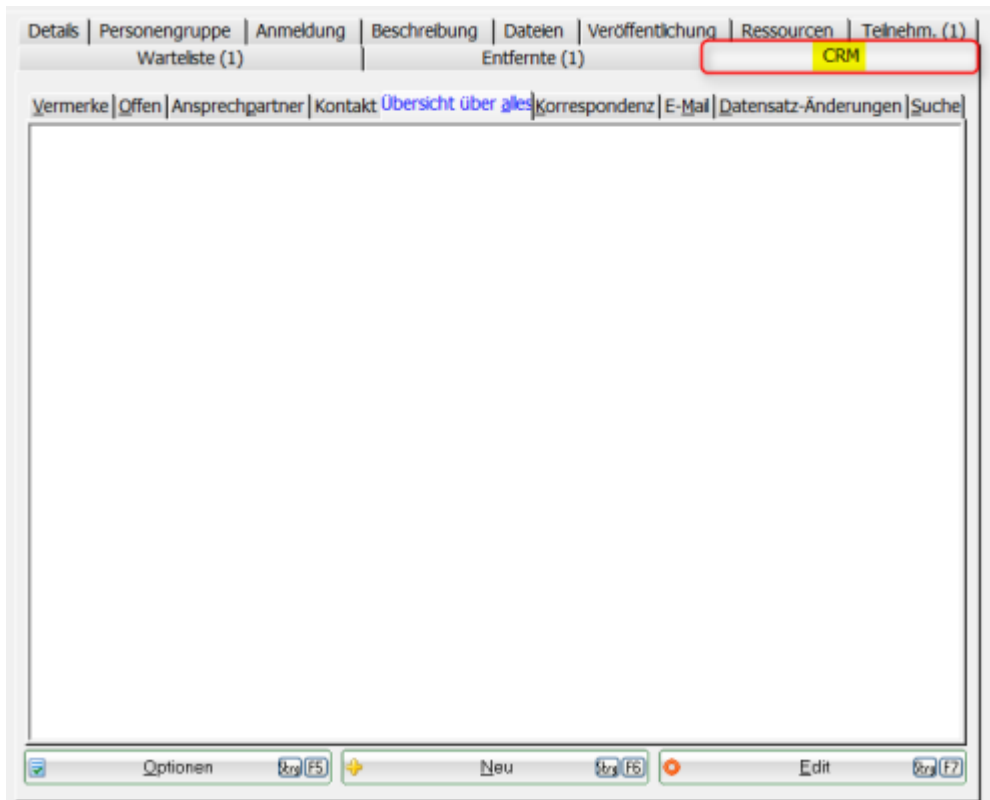 Details Personengruppe Anmeldung Beschreibung Dateien Veröffentlichung Ressourcen Teilnehm. (1)
Warteliste (1) Entfernte (1) CRM
Vermerke Offen Ansprechpartner Kontakt Übersicht über alles Korrespondenz E-Mail Datensatz-Änderungen Suche
Optionen Strg F5 Neu Strg F6 Edit Strg F7